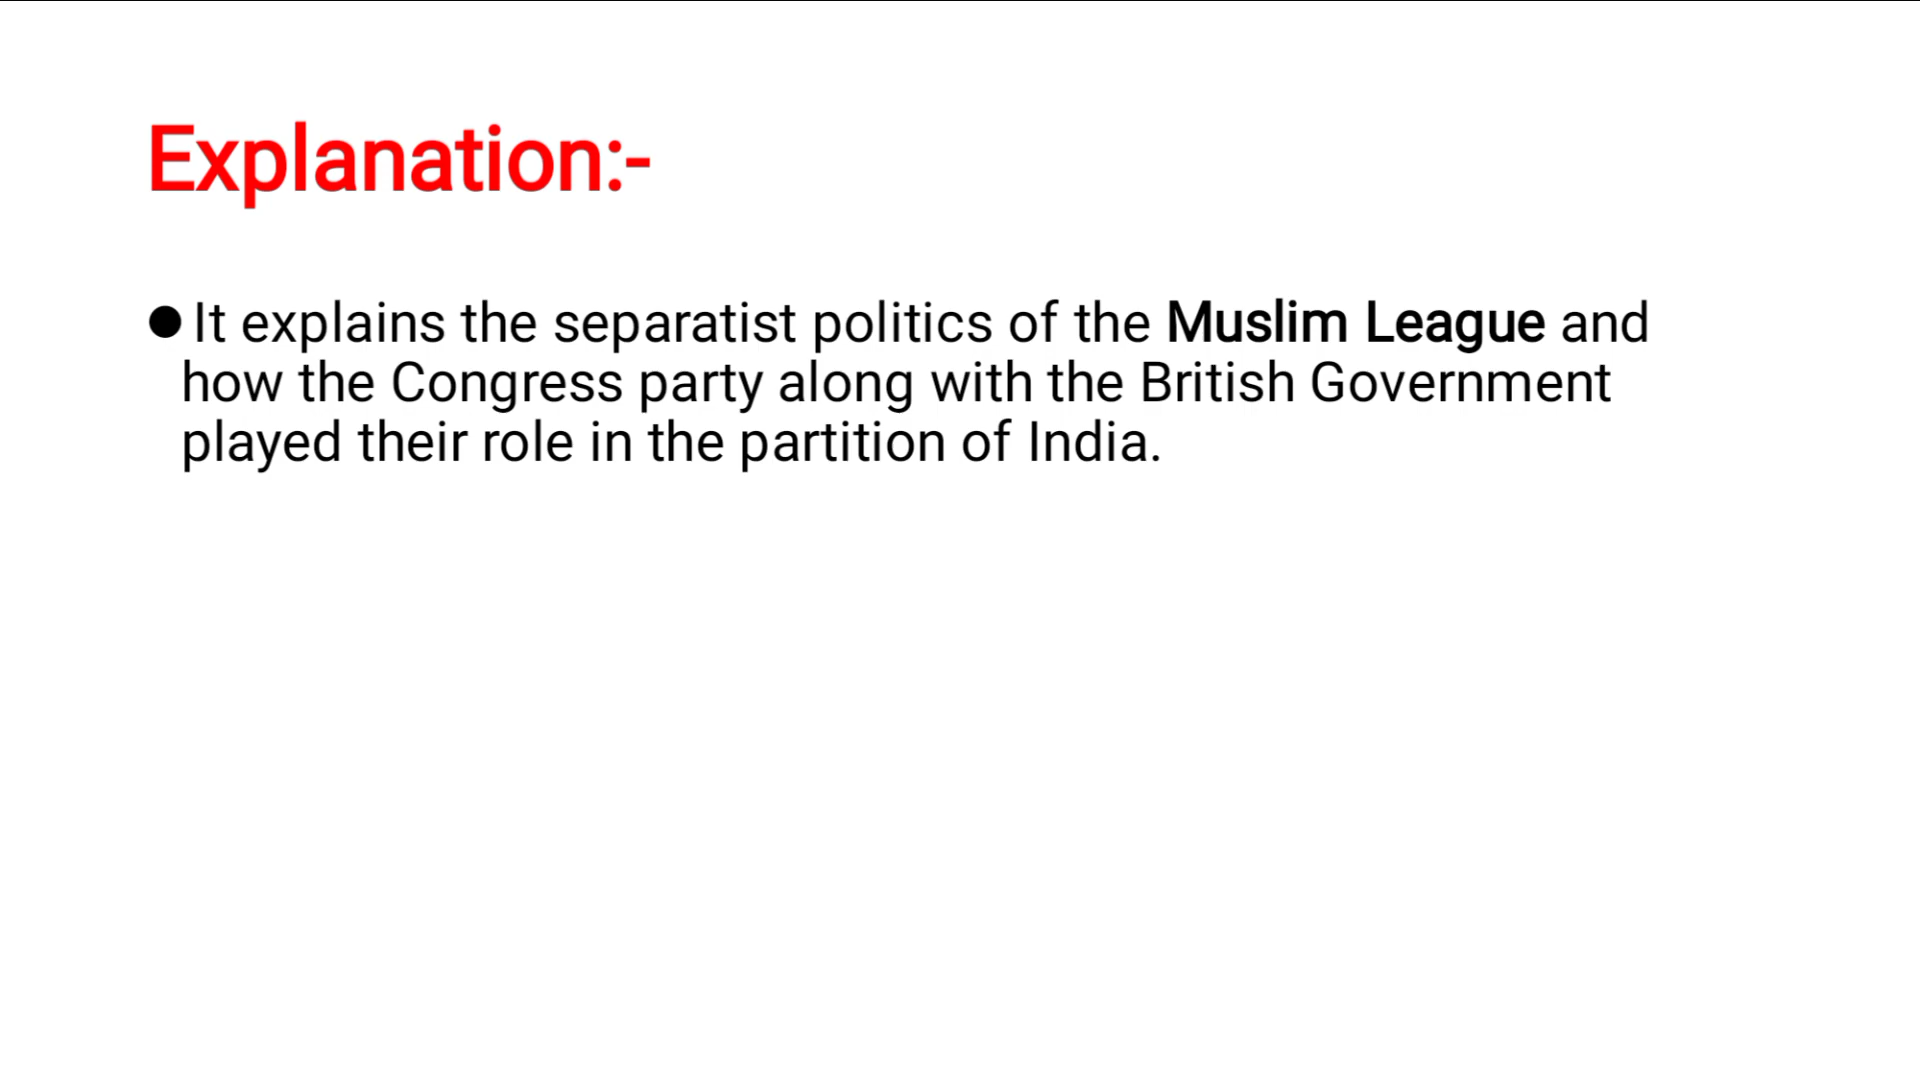 Explanation:-
●It explains the separatist politics of the Muslim League and
how the Congress party along with the British Government
played their role in the partition of India.